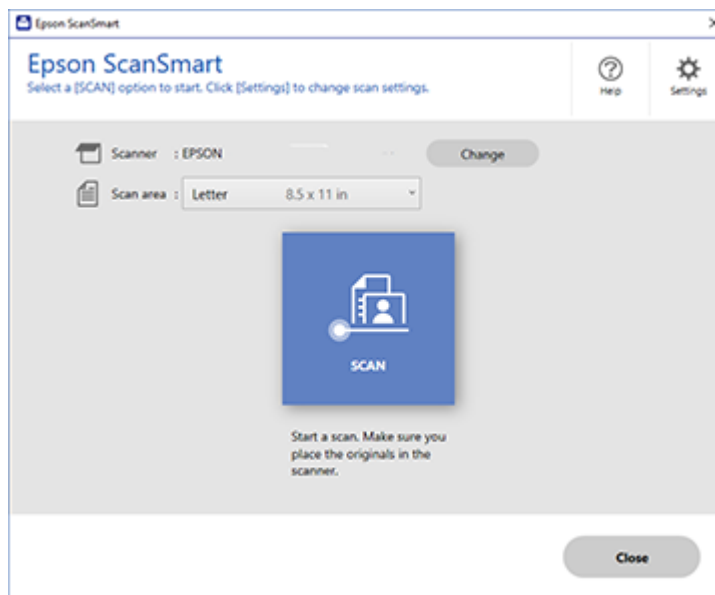 Epson ScanSmart
Epson ScanSmart
Select a [SCAN] option to start. Click [Settings] to change scan settings.
Help
Settings
Scanner : EPSON
Change
Scan area : Letter 8.5 x 11 in
SCAN
Start a scan. Make sure you
place the originals in the
scanner.
Close